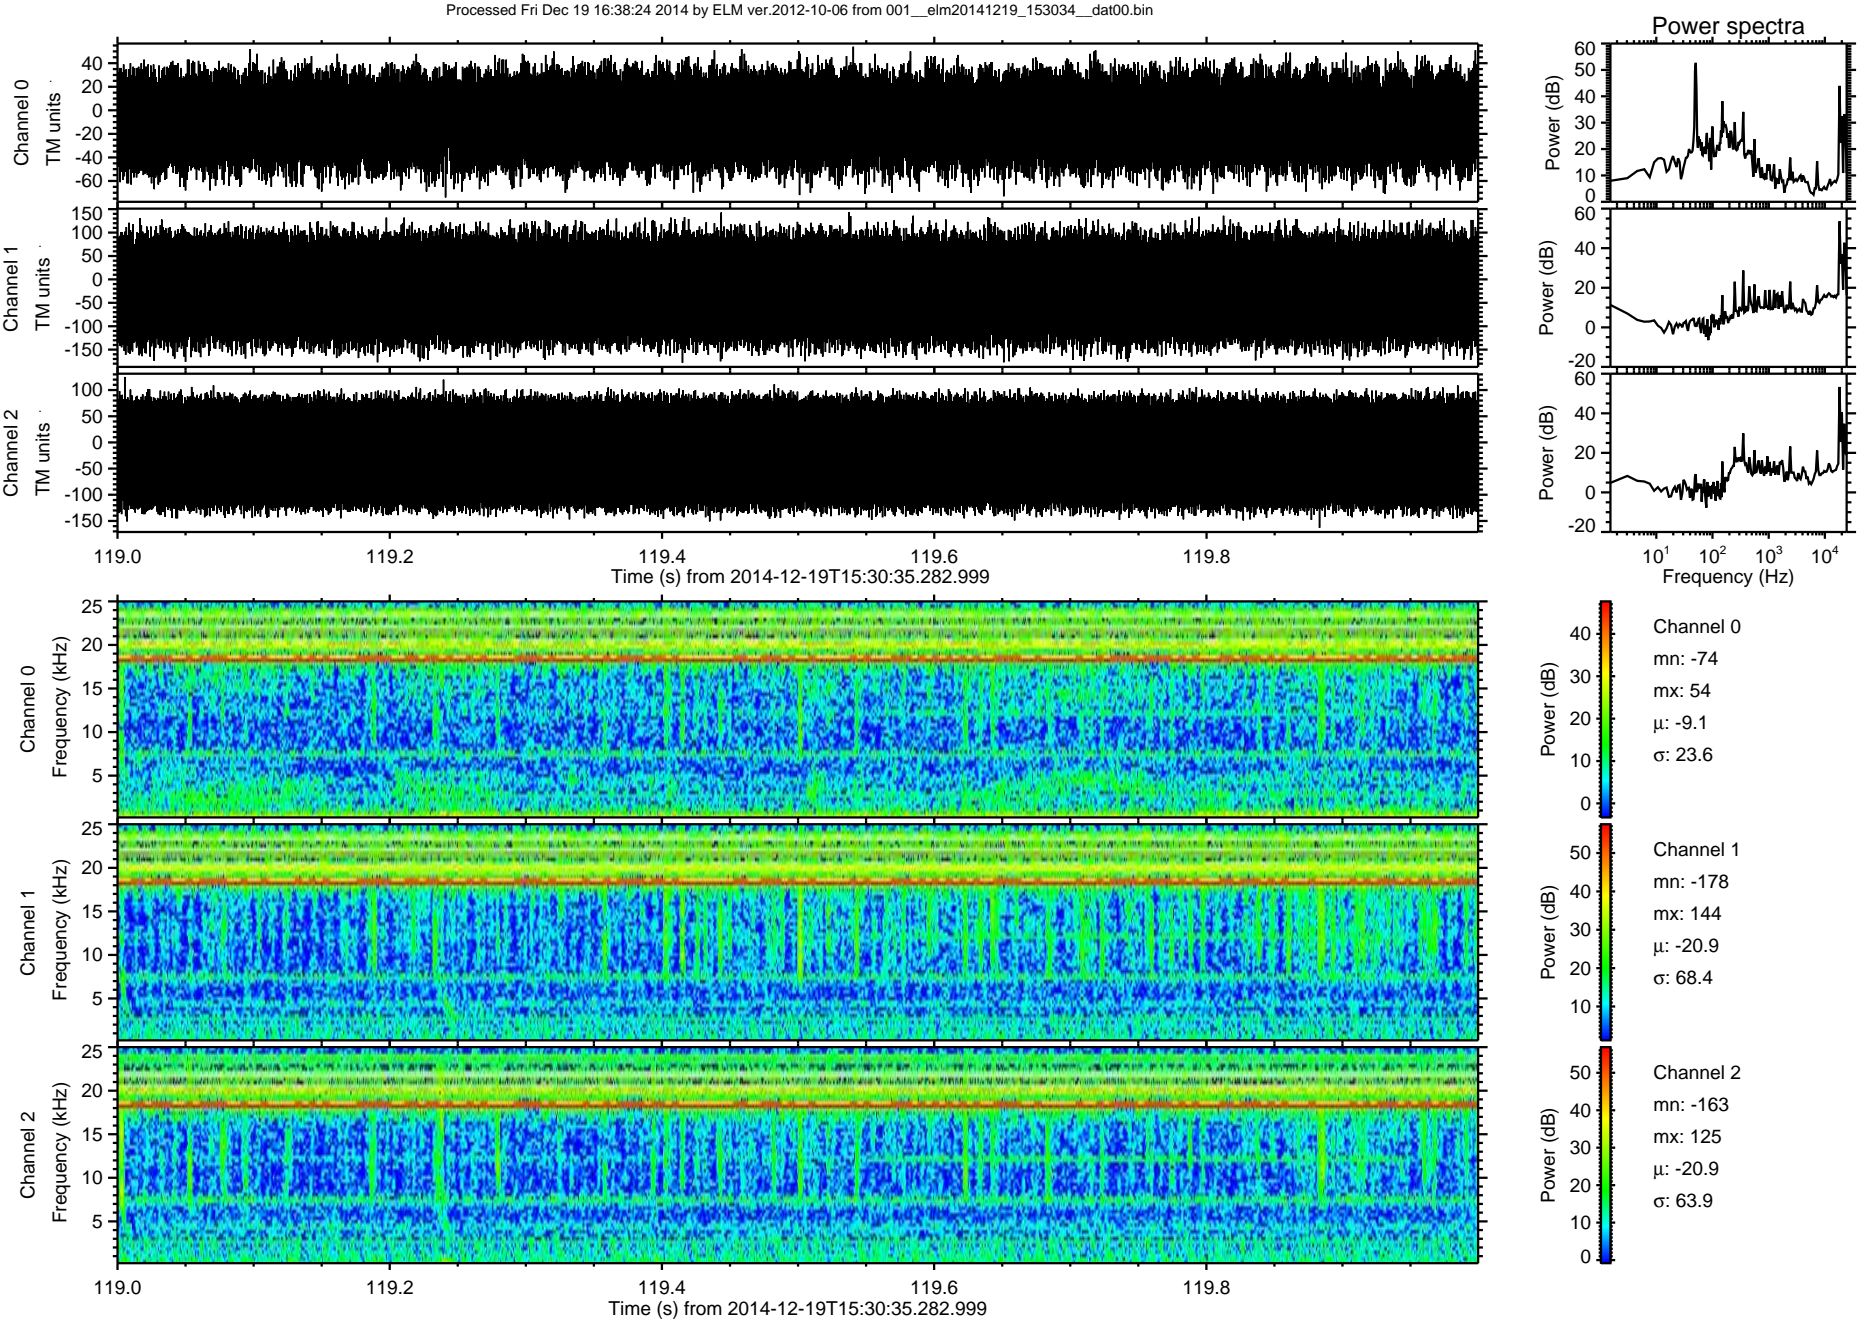 Processed Fri Dec 19 16:38:24 2014 by ELM ver.2012-10-06 from 001__elm20141219_153034__dat00.bin
Power spectra
Channel 0
TM units
40
20
0
-20
-40
-60
Power (dB)
60
50
40
30
20
10
0
Channel 1
TM units
150
100
50
0
-50
-100
-150
Power (dB)
60
40
20
0
-20
Channel 2
TM units
100
50
0
-50
-100
-150
Power (dB)
60
40
20
0
-20
119.0 119.2 119.4 119.6 119.8
Time (s) from 2014-12-19T15:30:35.282.999
10¹ 10² 10³ 10⁴
Frequency (Hz)
Channel 0
Frequency (kHz)
25
20
15
10
5
Power (dB)
40
30
20
10
0
Channel 0
mn: -74
mx: 54
μ: -9.1
σ: 23.6
Channel 1
Frequency (kHz)
25
20
15
10
5
Power (dB)
50
40
30
20
10
Channel 1
mn: -178
mx: 144
μ: -20.9
σ: 68.4
Channel 2
Frequency (kHz)
25
20
15
10
5
Power (dB)
50
40
30
20
10
0
Channel 2
mn: -163
mx: 125
μ: -20.9
σ: 63.9
119.0 119.2 119.4 119.6 119.8
Time (s) from 2014-12-19T15:30:35.282.999